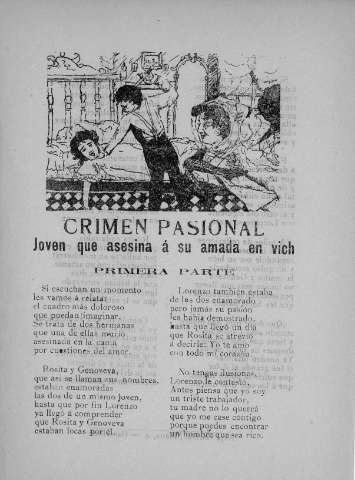 CRIMEN PASIONAL
Joven que asesina á su amada en vich
PRIMERA PARTE
Si escuchan un momento
les vamos á relatar
el cuadro más doloroso
que puedan imaginar.
Se trata de dos hermanas
que una de ellas murió
asesinada en la cama
por cuestiones del amor.
Rosita y Genoveva,
que así se llaman sus nombres,
estaban enamoradas
las dos de un mismo joven,
hasta que por fin Lorenzo
ya llegó á comprender
que Rosita y Genoveva
estaban locas por él.
Lorenzo también estaba
de las dos enamorado
pero jamás su pasión
les había demostrado,
hasta que llegó un día
que Rosita se atrevió
a decirle: Yo te amo
con todo mi corazón.
No tengas ilusiones,
Lorenzo le contestó,
Antes piensa que yo soy
un triste trabajador,
tu madre no lo querrá
que yo me case contigo
porque puedes encontrar
un hombre que sea rico.